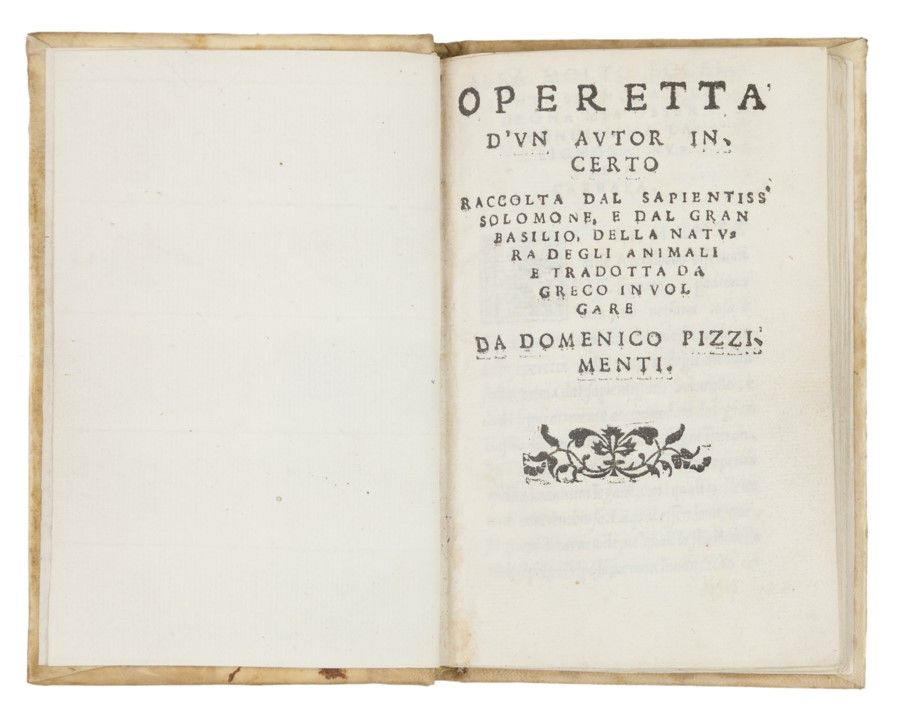 OPERETTA
D'VN AVTOR IN-
CERTO
RACCOLTA DAL SAPIENTISS
SOLOMONE, E DAL GRAN
BASILIO, DELLA NATV-
RA DEGLI ANIMALI
E TRADOTTA DA
GRECO IN VOL
GARE
DA DOMENICO PIZZI-
MENTI.